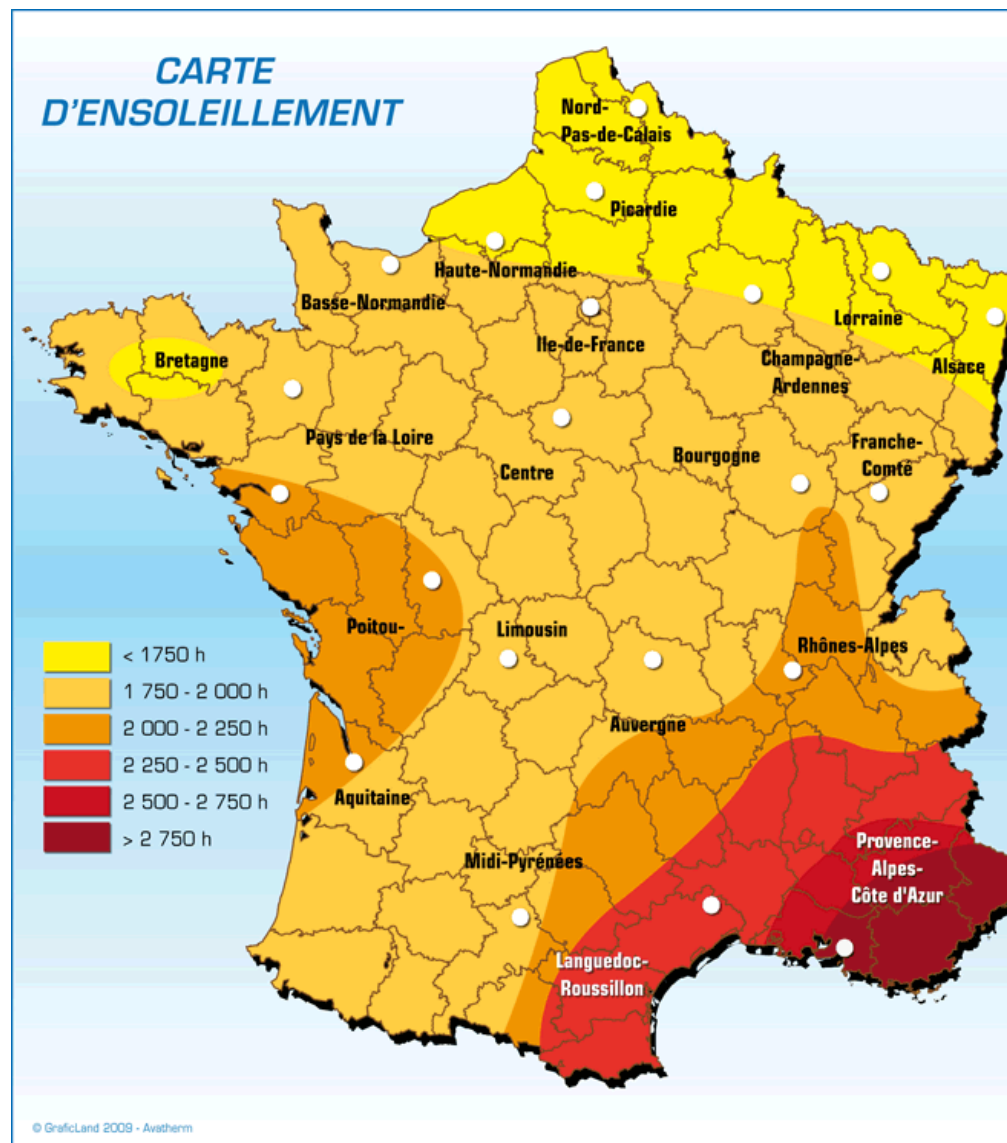 CARTE
D'ENSOLEILLEMENT
Nord-
Pas-de-Calais
Picardie
Haute-Normandie
Basse-Normandie
Ile-de-France
Lorraine
Champagne-
Ardennes
Alsace
Bretagne
Pays de la Loire
Centre
Bourgogne
Franche-
Comté
Poitou-
Limousin
Rhônes-Alpes
Auvergne
Aquitaine
Midi-Pyrénées
Provence-
Alpes-
Côte d'Azur
Languedoc-
Roussillon
< 1750 h
1 750 - 2 000 h
2 000 - 2 250 h
2 250 - 2 500 h
2 500 - 2 750 h
> 2 750 h
© GraficLand 2009 - Avatherm